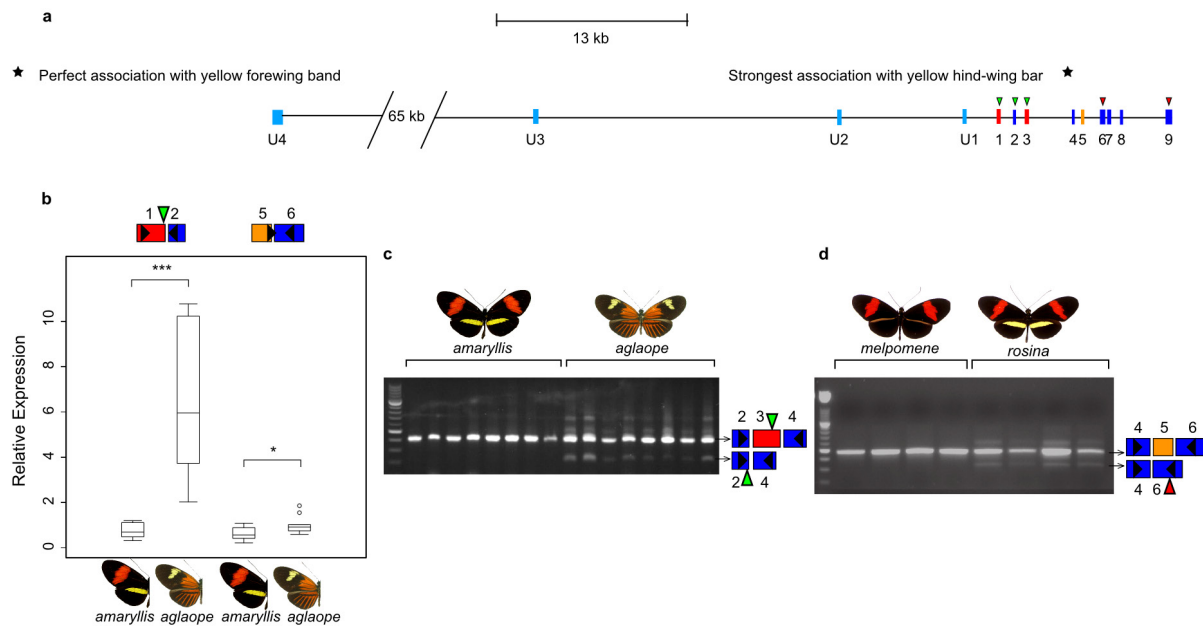 a
13 kb
★ Perfect association with yellow forewing band
Strongest association with yellow hind-wing bar ★
65 kb
U4 U3 U2 U1 1 2 3 4 5 6 7 8 9
b
1 2 5 6
*** *
Relative Expression
0 2 4 6 8 10
amaryllis aglaope amaryllis aglaope
c
amaryllis aglaope
2 3 4
2 4
d
melpomene rosina
4 5 6
4 6